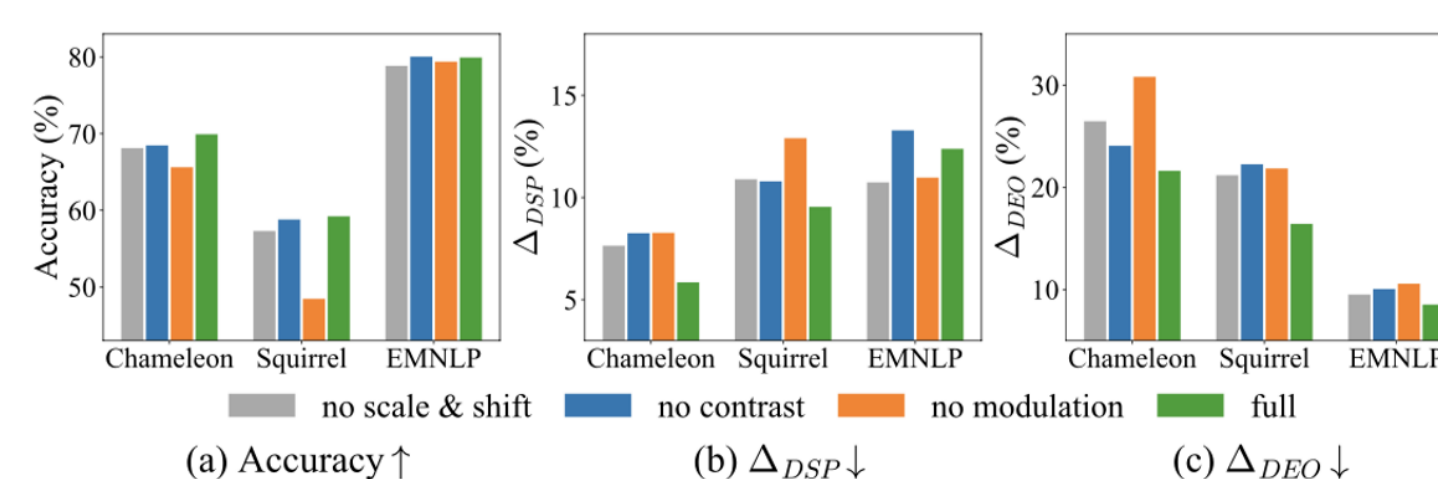 Accuracy (%)
80
70
60
50
Chameleon Squirrel EMNLP
Δ_DSP (%)
15
10
5
Chameleon Squirrel EMNLP
Δ_DEO (%)
30
20
10
Chameleon Squirrel EMNLP
no scale & shift no contrast no modulation full
(a) Accuracy ↑ (b) Δ_DSP ↓ (c) Δ_DEO ↓